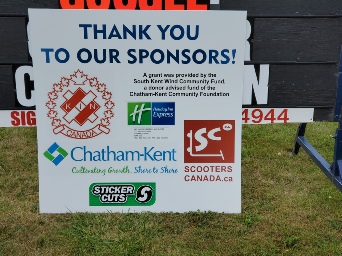 THANK YOU
TO OUR SPONSORS!
A grant was provided by the
South Kent Wind Community Fund,
a donor advised fund of the
Chatham-Kent Community Foundation
KIN
CANADA
Holiday Inn
Express
SC
SCOOTERS
CANADA.ca
Chatham-Kent
Cultivating Growth, Shore to Shore
STICKER
CUTS
4944